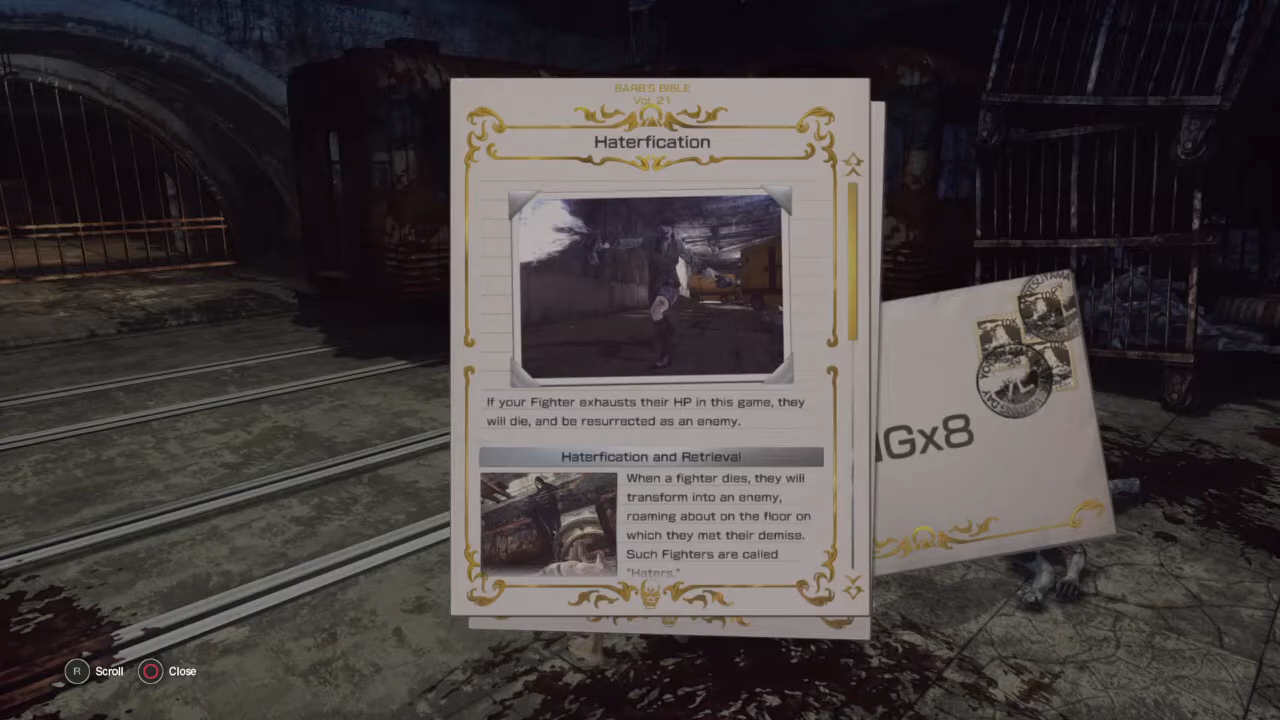 BARB'S BIBLE
Vol. 21
Haterfication
If your Fighter exhausts their HP in this game, they
will die, and be resurrected as an enemy.
Haterfication and Retrieval
When a fighter dies, they will
transform into an enemy,
roaming about on the floor on
which they met their demise.
Such Fighters are called
"Haters."
Gx8
R Scroll
Close